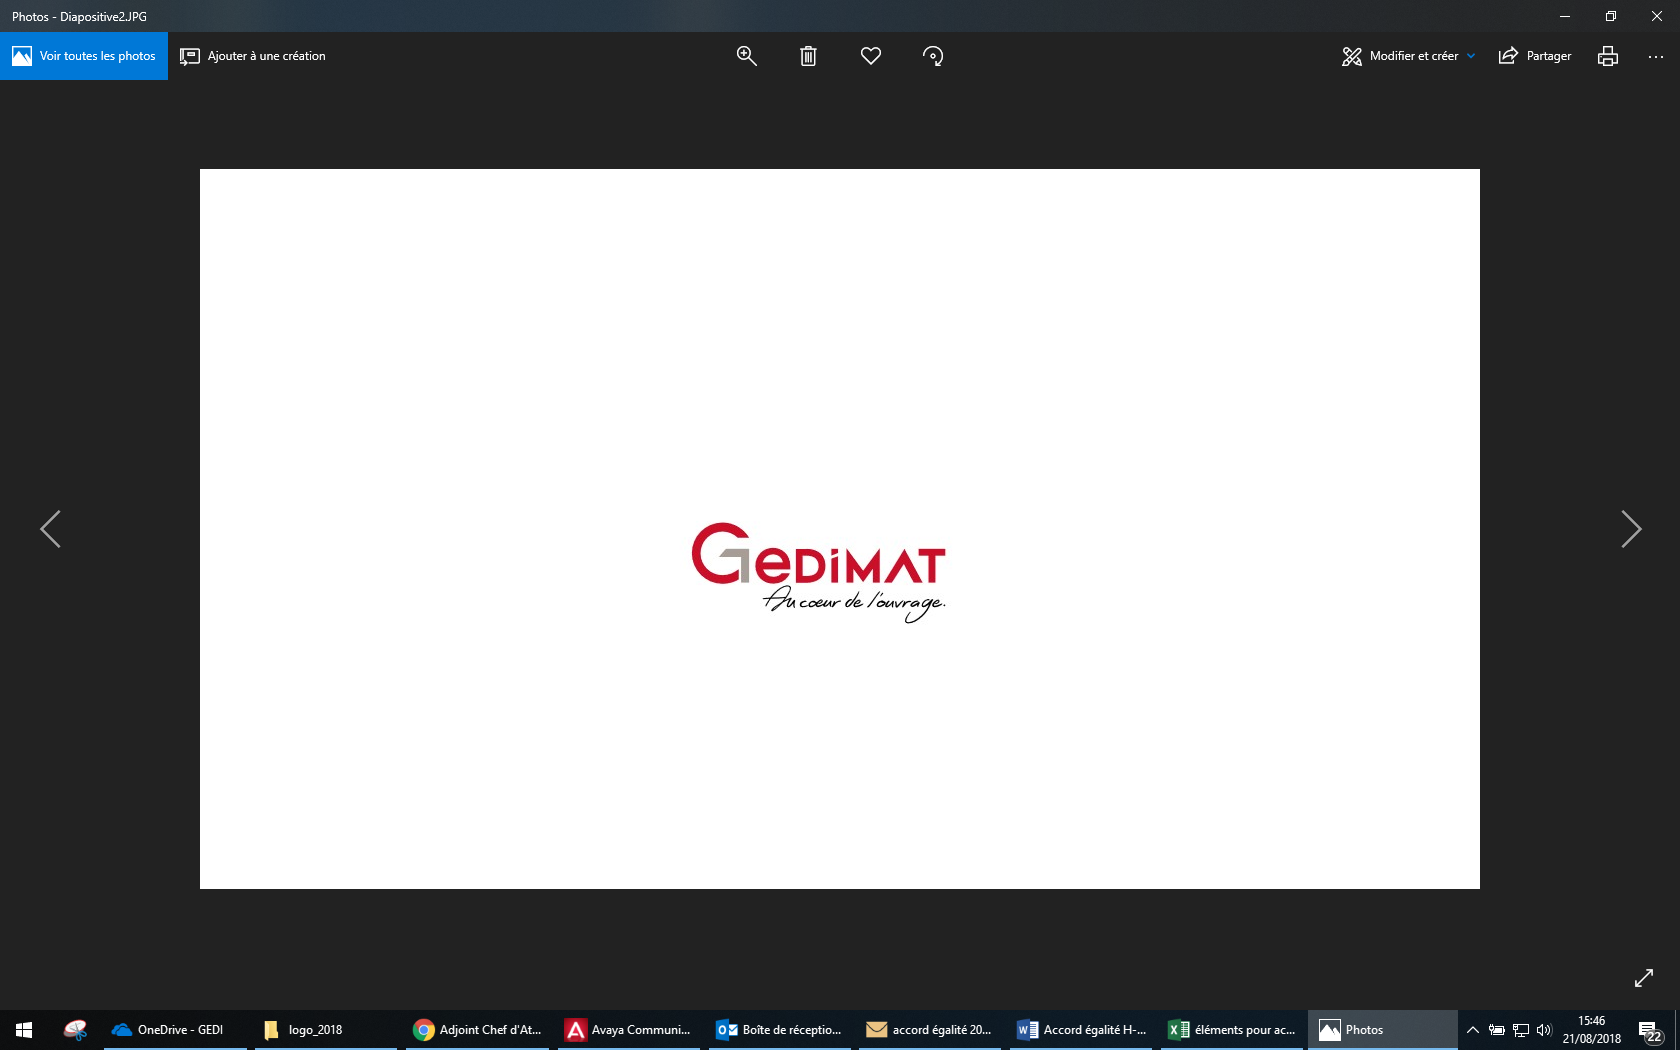 Photos - Diapositive2.JPG
Voir toutes les photos
Ajouter à une création
Modifier et créer
Partager
GEDIMAT
Au cœur de l'ouvrage.
OneDrive - GEDI
logo_2018
Adjoint Chef d'At...
Avaya Communi...
Boîte de réceptio...
accord égalité 20...
Accord égalité H-...
éléments pour ac...
Photos
15:46
21/08/2018
22